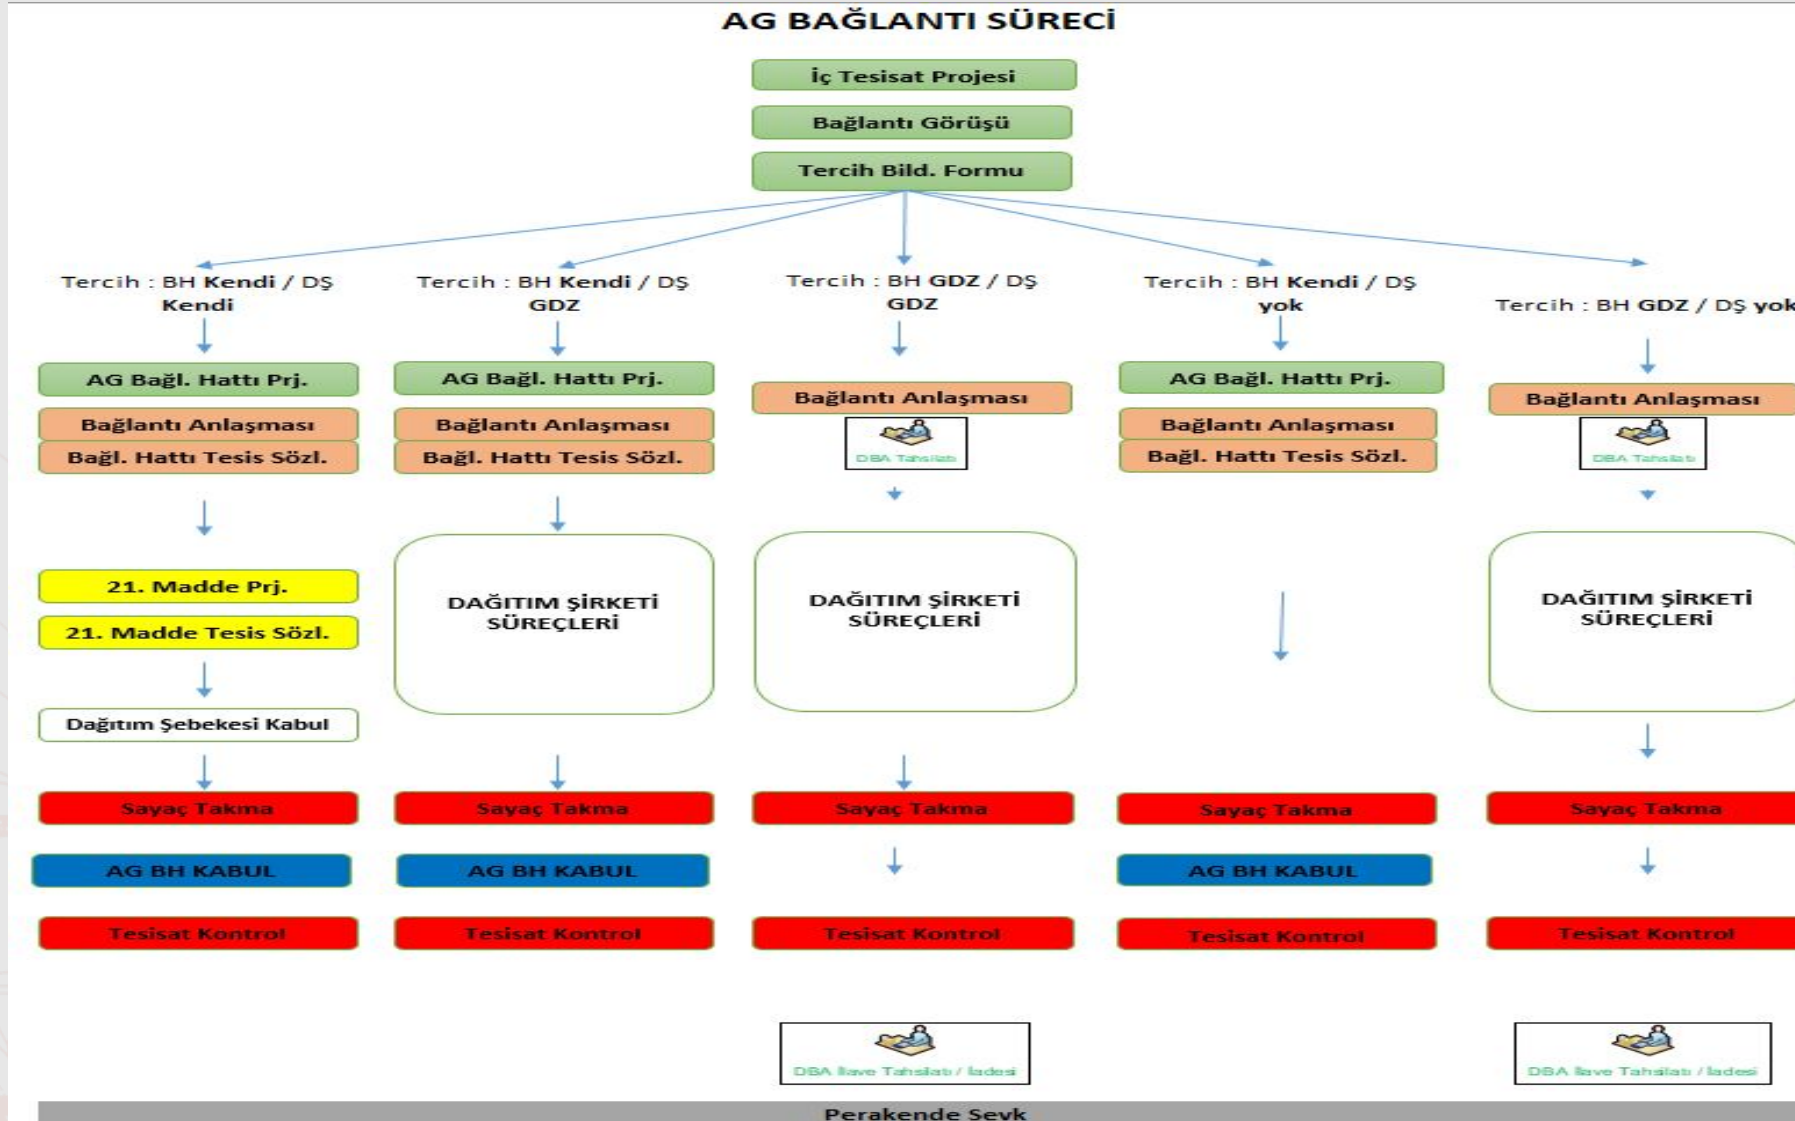 AG BAĞLANTI SÜRECİ
İç Tesisat Projesi
Bağlantı Görüşü
Tercih Bild. Formu
Tercih : BH Kendi / DŞ
Kendi
AG Bağl. Hattı Prj.
Bağlantı Anlaşması
Bağl. Hattı Tesis Sözl.
21. Madde Prj.
21. Madde Tesis Sözl.
Dağıtım Şebekesi Kabul
Sayaç Takma
AG BH KABUL
Tesisat Kontrol
Tercih : BH Kendi / DŞ
GDZ
AG Bağl. Hattı Prj.
Bağlantı Anlaşması
Bağl. Hattı Tesis Sözl.
DAĞITIM ŞİRKETİ
SÜREÇLERİ
Sayaç Takma
AG BH KABUL
Tesisat Kontrol
Tercih : BH GDZ / DŞ
GDZ
Bağlantı Anlaşması
DBA Tahsilatı
DAĞITIM ŞİRKETİ
SÜREÇLERİ
Sayaç Takma
Tesisat Kontrol
DBA İlave Tahsilatı / İadesi
Tercih : BH Kendi / DŞ
yok
AG Bağl. Hattı Prj.
Bağlantı Anlaşması
Bağl. Hattı Tesis Sözl.
Sayaç Takma
AG BH KABUL
Tesisat Kontrol
Tercih : BH GDZ / DŞ yok
Bağlantı Anlaşması
DBA Tahsilatı
DAĞITIM ŞİRKETİ
SÜREÇLERİ
Sayaç Takma
Tesisat Kontrol
DBA İlave Tahsilatı / İadesi
Perakende Sevk